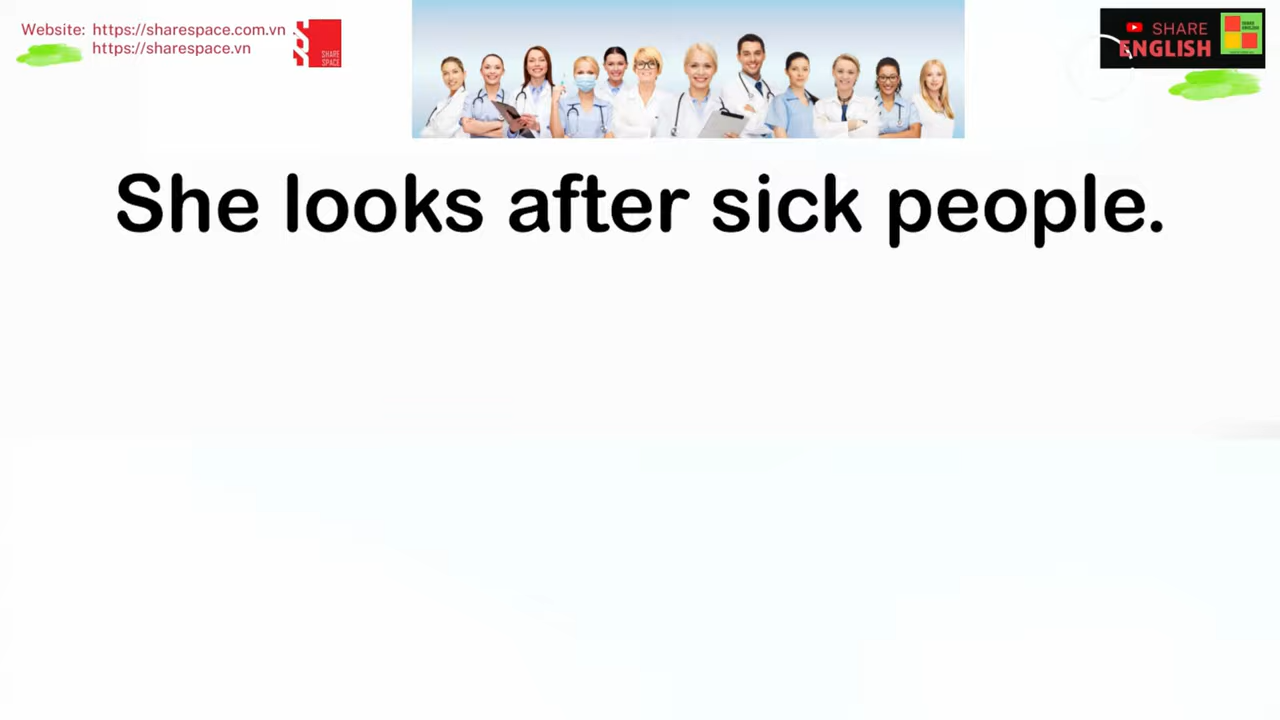 Website: https://sharespace.com.vn
https://sharespace.vn
SHARE
SPACE
SHARE
ENGLISH
She looks after sick people.